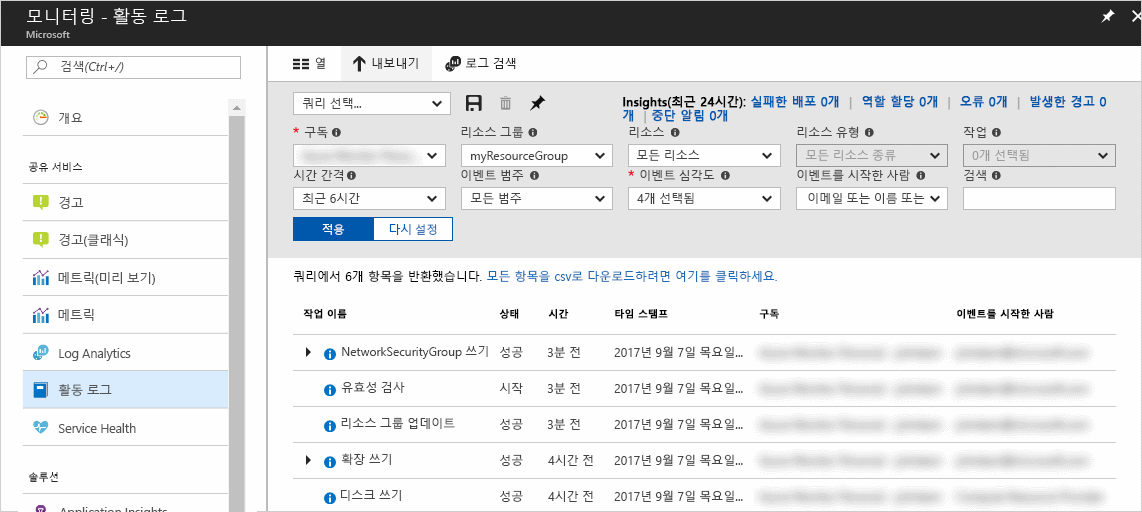 모니터링 - 활동 로그
Microsoft
검색(Ctrl+/)
개요
공유 서비스
경고
경고(클래식)
메트릭(미리 보기)
메트릭
Log Analytics
활동 로그
Service Health
솔루션
Application Insights
열 내보내기 로그 검색
쿼리 선택...
Insights(최근 24시간): 실패한 배포 0개 | 역할 할당 0개 | 오류 0개 | 발생한 경고 0
개 | 중단 알림 0개
* 구독 리소스 그룹 리소스 리소스 유형 작업
myResourceGroup 모든 리소스 모든 리소스 종류 0개 선택됨
시간 간격 이벤트 범주 * 이벤트 심각도 이벤트를 시작한 사람 검색
최근 6시간 모든 범주 4개 선택됨 이메일 또는 이름 또는
적용 다시 설정
쿼리에서 6개 항목을 반환했습니다. 모든 항목을 csv로 다운로드하려면 여기를 클릭하세요.
작업 이름 상태 시간 타임 스탬프 구독 이벤트를 시작한 사람
NetworkSecurityGroup 쓰기 성공 3분 전 2017년 9월 7일 목요일...
유효성 검사 시작 3분 전 2017년 9월 7일 목요일...
리소스 그룹 업데이트 성공 3분 전 2017년 9월 7일 목요일...
확장 쓰기 성공 4시간 전 2017년 9월 7일 목요일...
디스크 쓰기 성공 4시간 전 2017년 9월 7일 목요일...